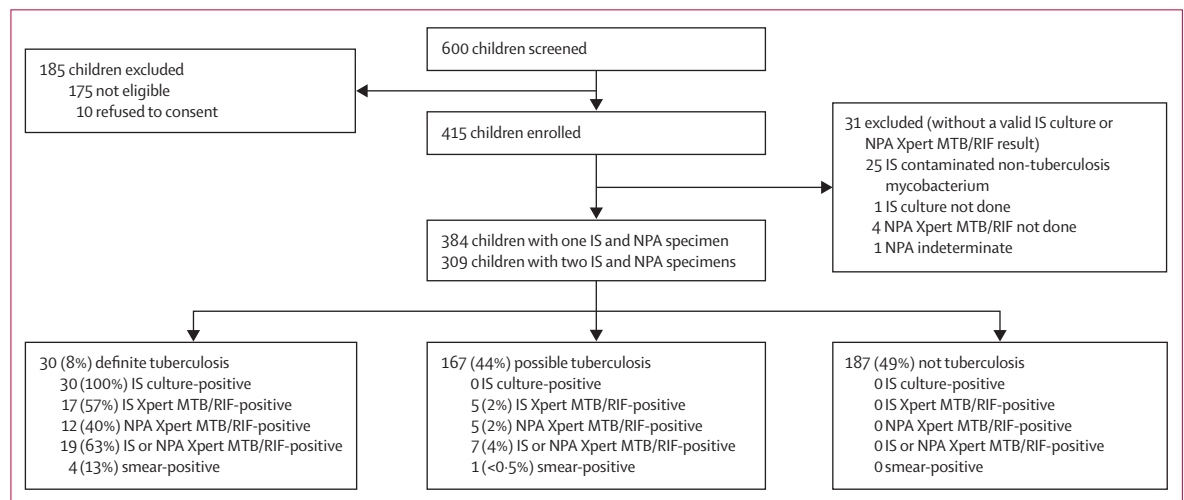 600 children screened
185 children excluded
175 not eligible
10 refused to consent
415 children enrolled
31 excluded (without a valid IS culture or
NPA Xpert MTB/RIF result)
25 IS contaminated non-tuberculosis
mycobacterium
1 IS culture not done
4 NPA Xpert MTB/RIF not done
1 NPA indeterminate
384 children with one IS and NPA specimen
309 children with two IS and NPA specimens
30 (8%) definite tuberculosis
30 (100%) IS culture-positive
17 (57%) IS Xpert MTB/RIF-positive
12 (40%) NPA Xpert MTB/RIF-positive
19 (63%) IS or NPA Xpert MTB/RIF-positive
4 (13%) smear-positive
167 (44%) possible tuberculosis
0 IS culture-positive
5 (2%) IS Xpert MTB/RIF-positive
5 (2%) NPA Xpert MTB/RIF-positive
7 (4%) IS or NPA Xpert MTB/RIF-positive
1 (<0·5%) smear-positive
187 (49%) not tuberculosis
0 IS culture-positive
0 IS Xpert MTB/RIF-positive
0 NPA Xpert MTB/RIF-positive
0 IS or NPA Xpert MTB/RIF-positive
0 smear-positive